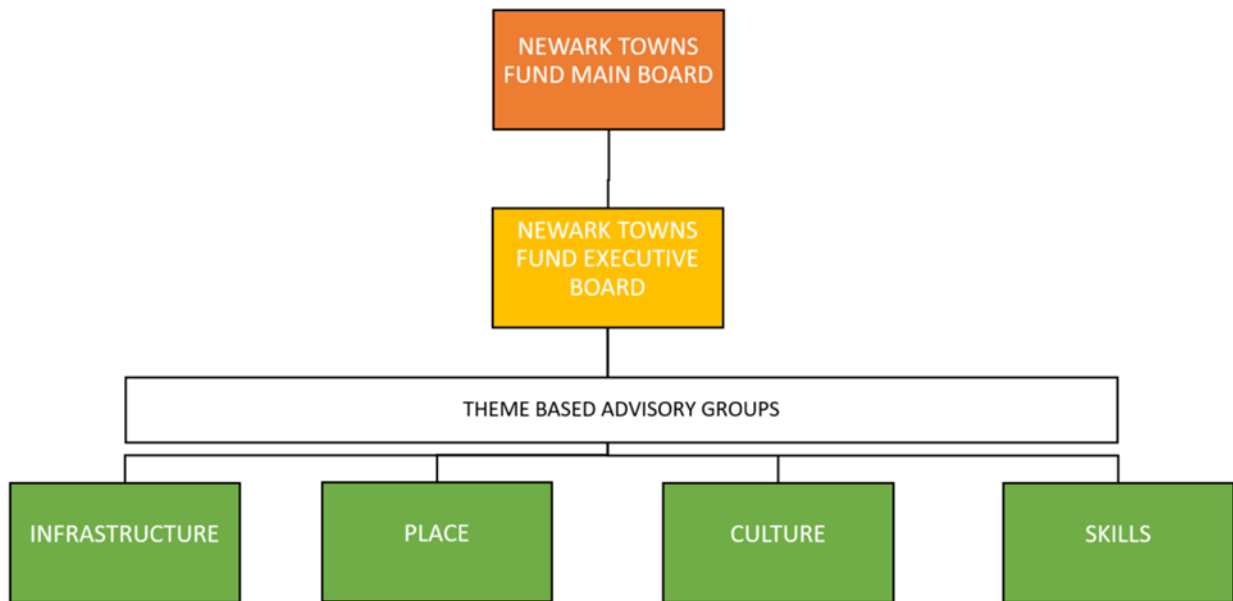 NEWARK TOWNS
FUND MAIN BOARD
NEWARK TOWNS
FUND EXECUTIVE
BOARD
THEME BASED ADVISORY GROUPS
INFRASTRUCTURE
PLACE
CULTURE
SKILLS